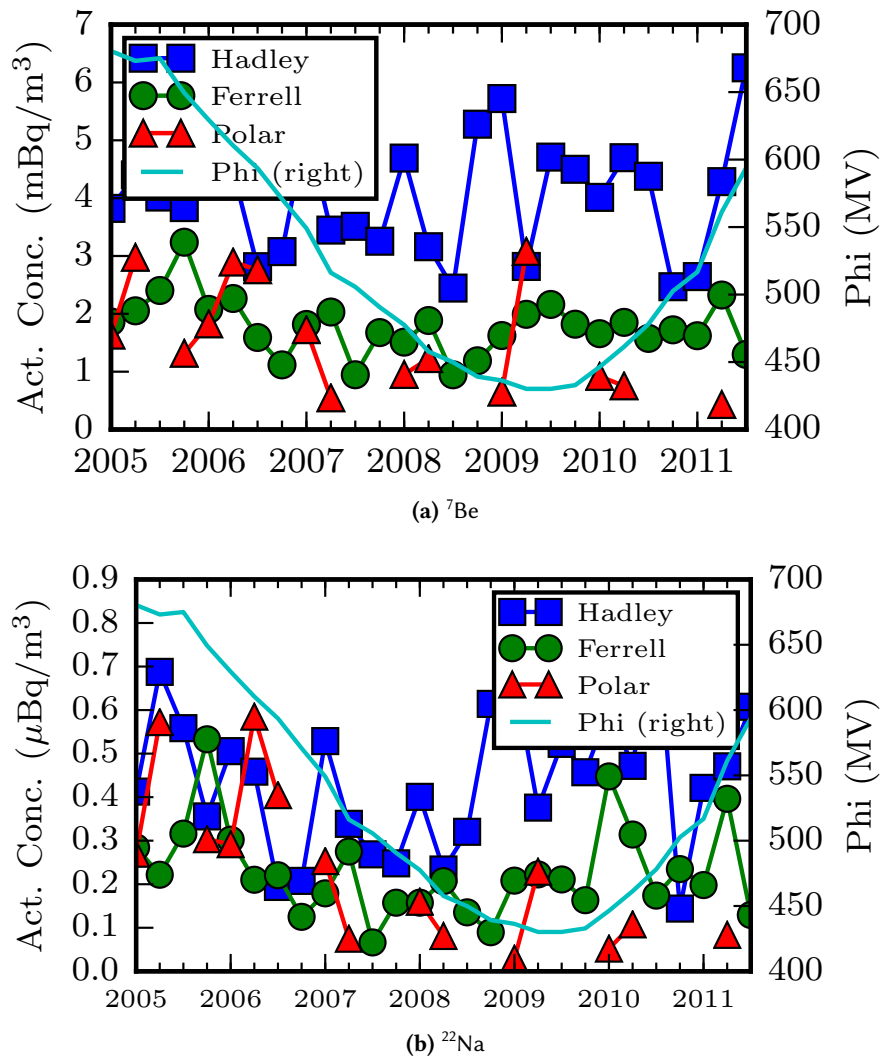 7
6
5
4
3
2
1
0
Act. Conc. (mBq/m³)
Hadley
Ferrell
Polar
Phi (right)
700
650
600
550
500
450
400
Phi (MV)
2005 2006 2007 2008 2009 2010 2011
(a) ⁷Be
0.9
0.8
0.7
0.6
0.5
0.4
0.3
0.2
0.1
0.0
Act. Conc. (μBq/m³)
Hadley
Ferrell
Polar
Phi (right)
700
650
600
550
500
450
400
Phi (MV)
2005 2006 2007 2008 2009 2010 2011
(b) ²²Na